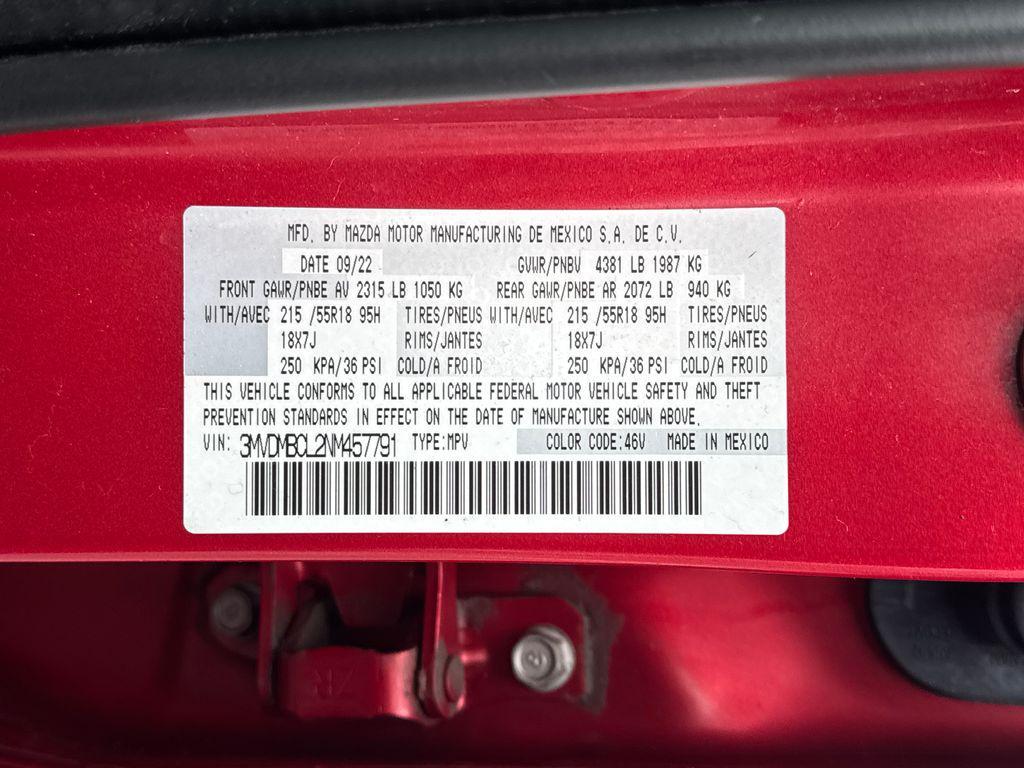 MFD. BY MAZDA MOTOR MANUFACTURING DE MEXICO S.A. DE C.V.
DATE 09/22 GVWR/PNBV 4381 LB 1987 KG
FRONT GAWR/PNBE AV 2315 LB 1050 KG REAR GAWR/PNBE AR 2072 LB 940 KG
WITH/AVEC 215 /55R18 95H TIRES/PNEUS WITH/AVEC 215 /55R18 95H TIRES/PNEUS
18X7J RIMS/JANTES 18X7J RIMS/JANTES
250 KPA/36 PSI COLD/A FROID 250 KPA/36 PSI COLD/A FROID
THIS VEHICLE CONFORMS TO ALL APPLICABLE FEDERAL MOTOR VEHICLE SAFETY AND THEFT
PREVENTION STANDARDS IN EFFECT ON THE DATE OF MANUFACTURE SHOWN ABOVE.
VIN: 3MVDMBCL2NM457791 TYPE:MPV COLOR CODE:46V MADE IN MEXICO